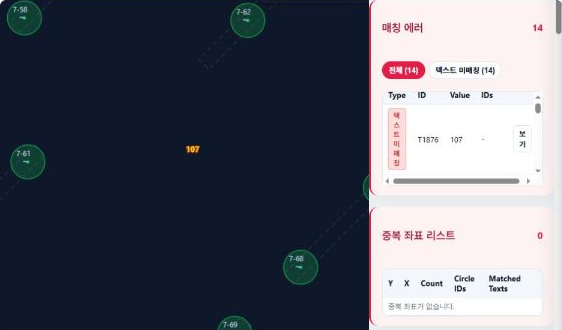 7-58
7-62
7-61
107
7-68
7-69
매칭 에러
14
전체 (14)
텍스트 미매칭 (14)
Type ID Value IDs
텍스트미매칭 T1876 107 - 보기
중복 좌표 리스트
0
Y X Count Circle IDs Matched Texts
중복 좌표가 없습니다.